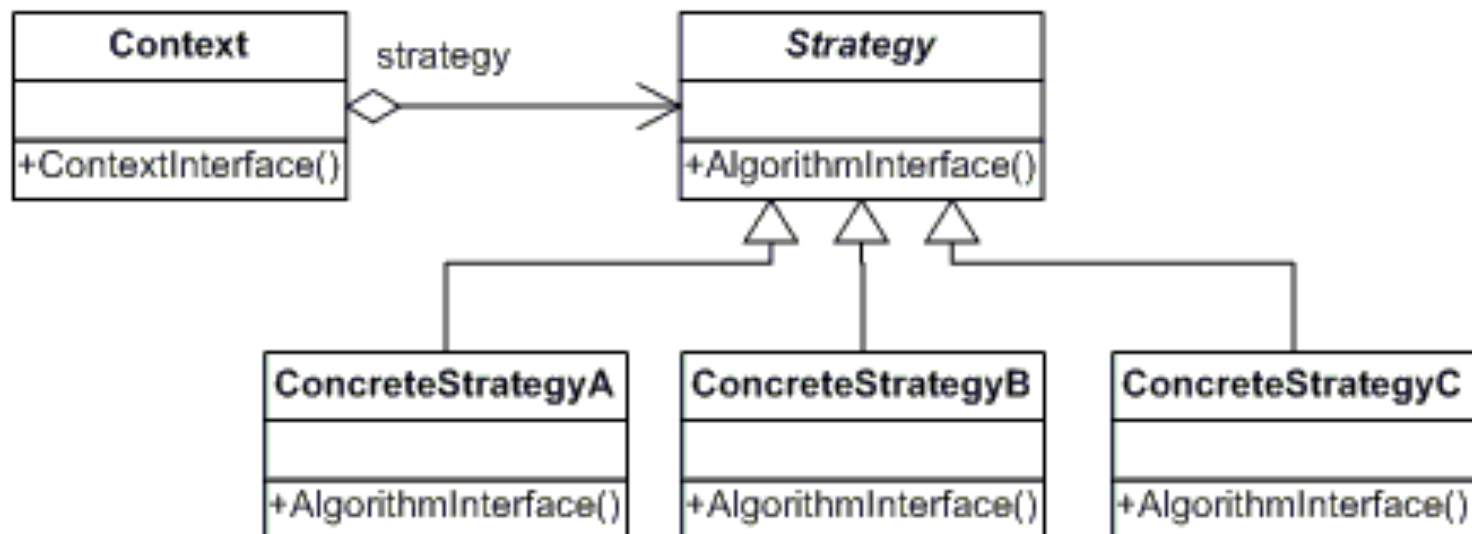 Context
strategy
Strategy
+ContextInterface()
+AlgorithmInterface()
ConcreteStrategyA
ConcreteStrategyB
ConcreteStrategyC
+AlgorithmInterface()
+AlgorithmInterface()
+AlgorithmInterface()